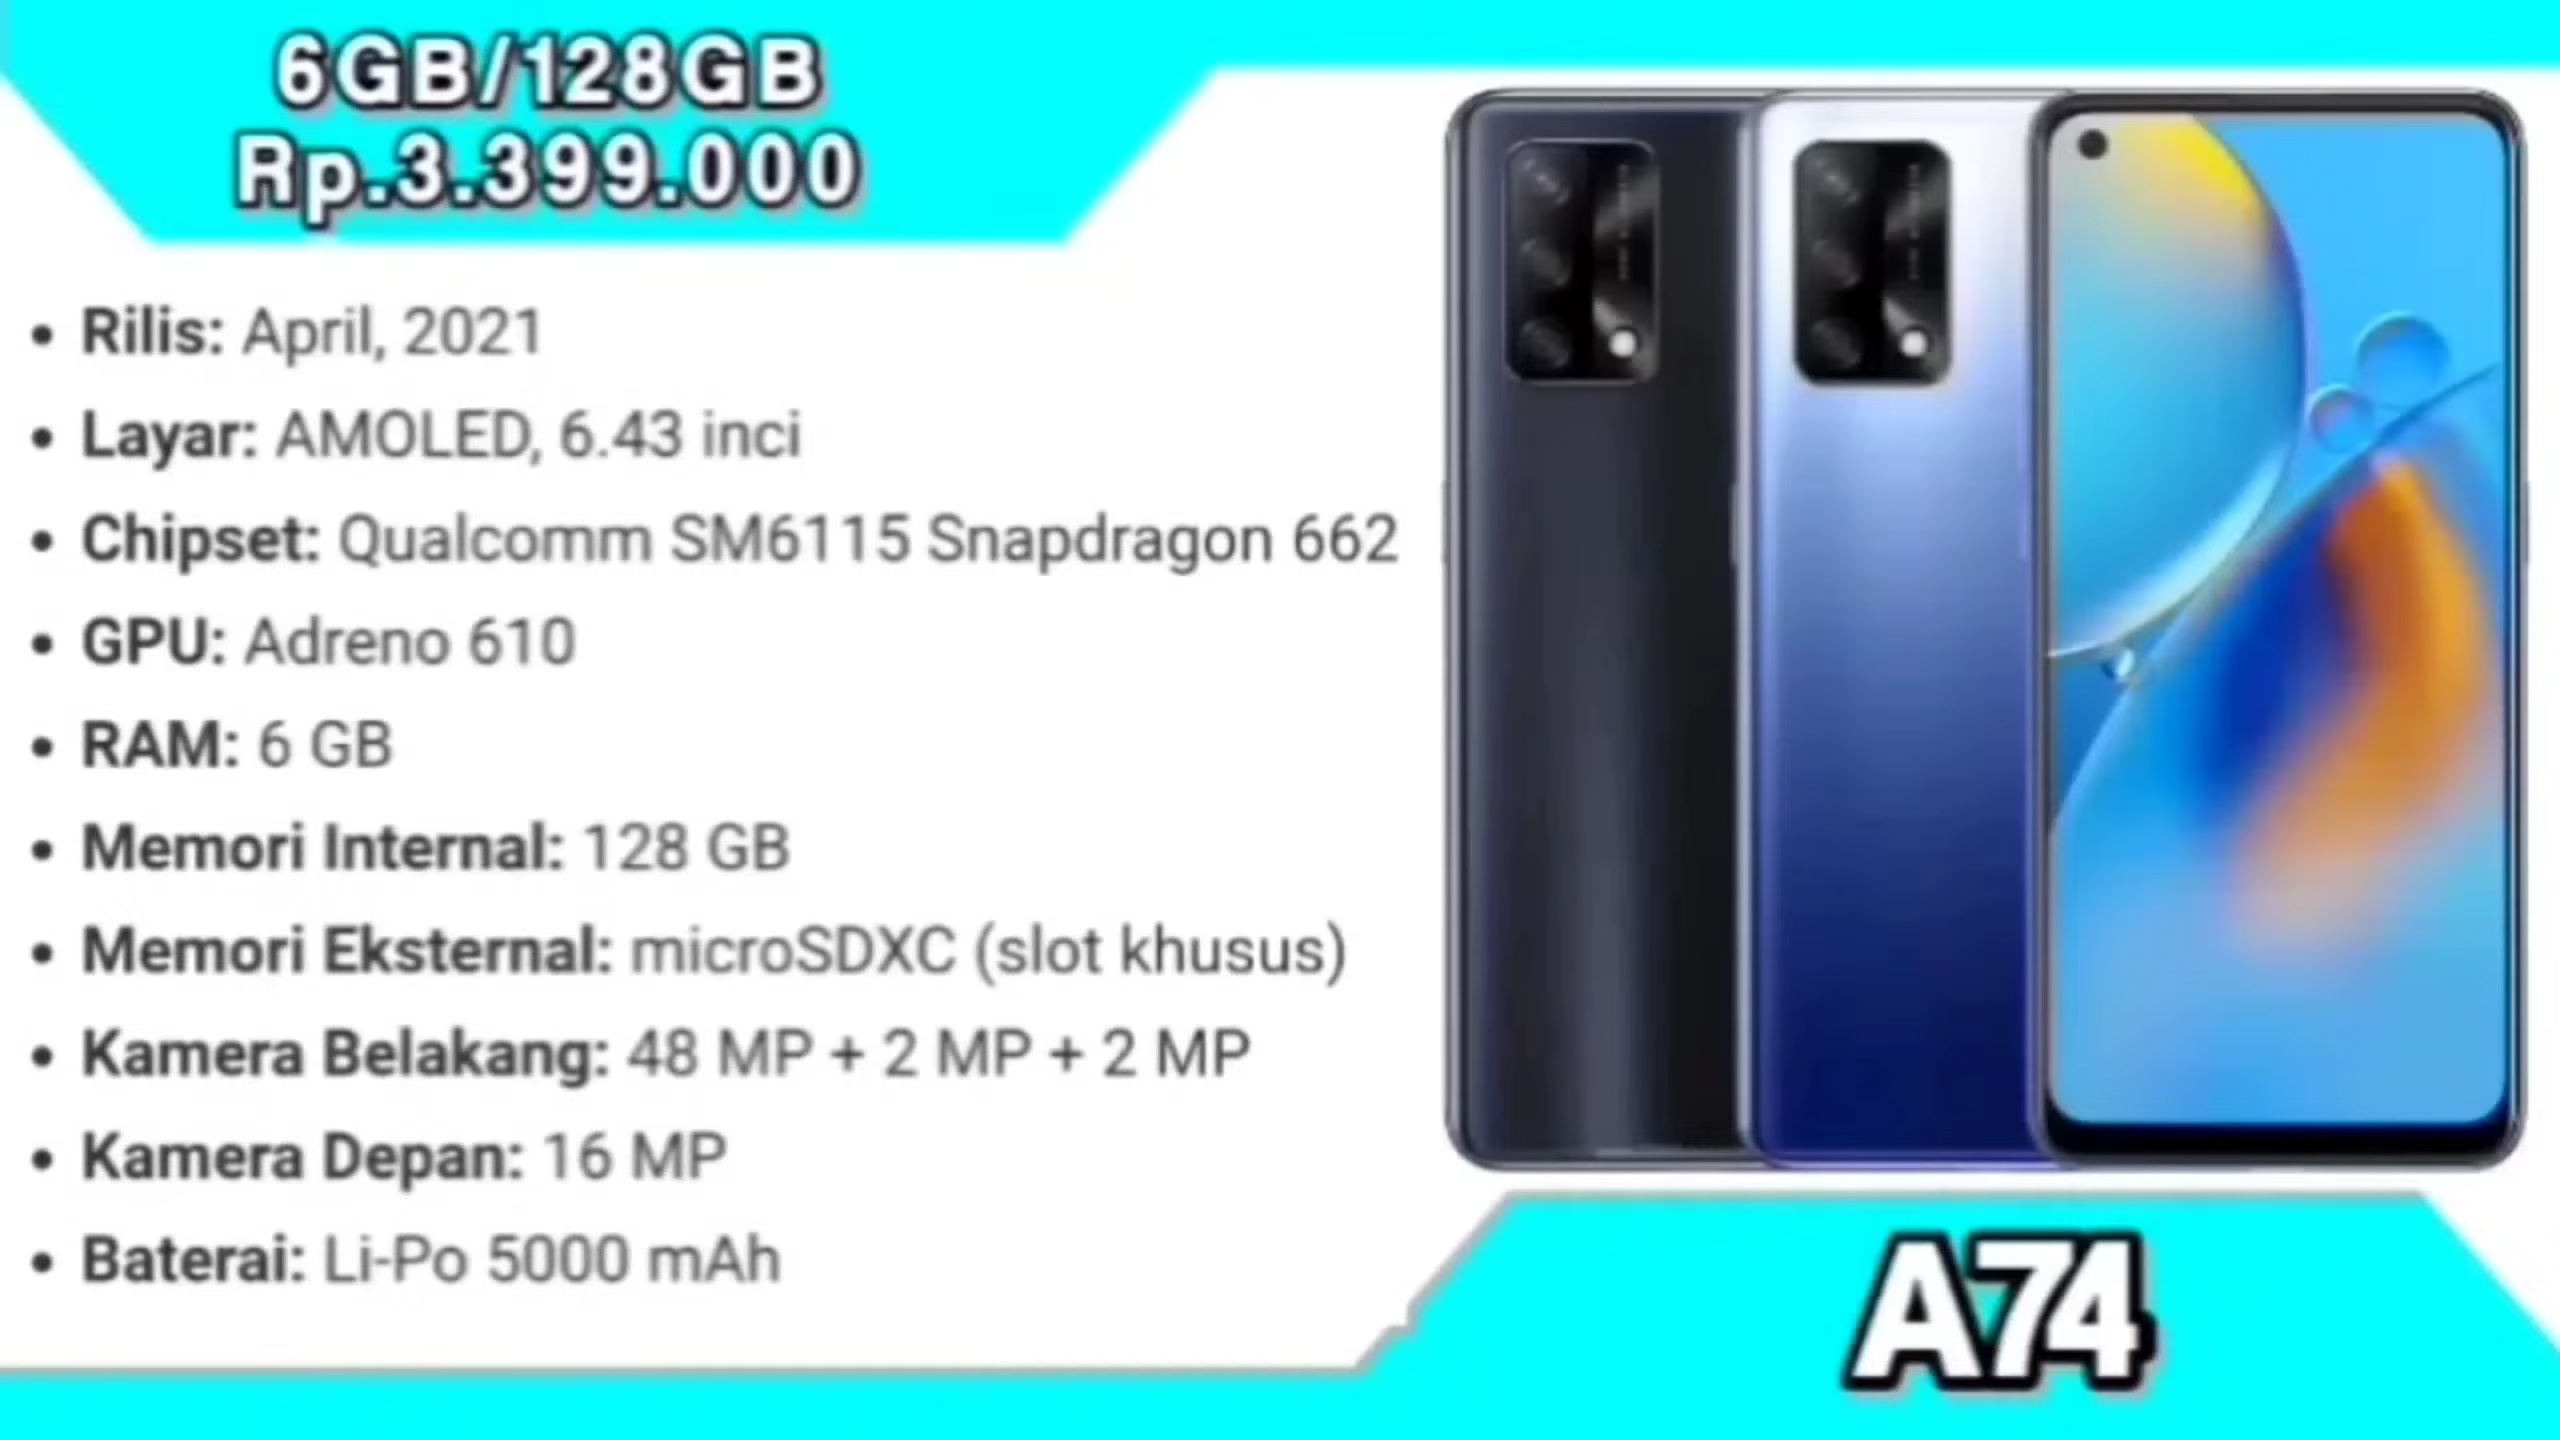 6GB/128GB
Rp.3.399.000
• Rilis: April, 2021
• Layar: AMOLED, 6.43 inci
• Chipset: Qualcomm SM6115 Snapdragon 662
• GPU: Adreno 610
• RAM: 6 GB
• Memori Internal: 128 GB
• Memori Eksternal: microSDXC (slot khusus)
• Kamera Belakang: 48 MP + 2 MP + 2 MP
• Kamera Depan: 16 MP
• Baterai: Li-Po 5000 mAh
A74